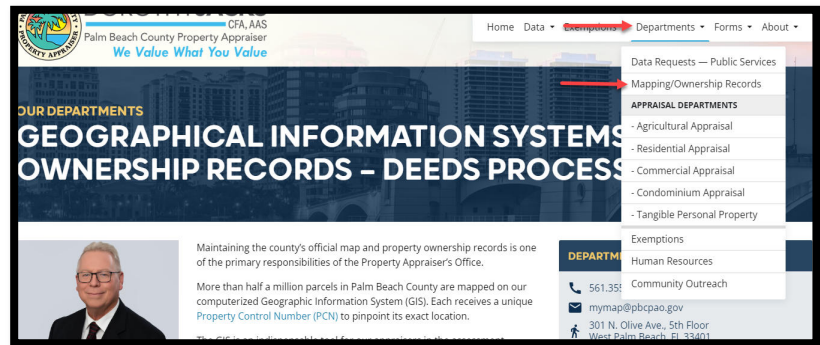 CFA, AAS
Palm Beach County Property Appraiser
We Value What You Value
PROPERTY APPRAISER
Home Data Exemptions Departments Forms About
Data Requests — Public Services
Mapping/Ownership Records
APPRAISAL DEPARTMENTS
- Agricultural Appraisal
- Residential Appraisal
- Commercial Appraisal
- Condominium Appraisal
- Tangible Personal Property
Exemptions
Human Resources
Community Outreach
OUR DEPARTMENTS
GEOGRAPHICAL INFORMATION SYSTEMS
OWNERSHIP RECORDS – DEEDS PROCESS
Maintaining the county's official map and property ownership records is one
of the primary responsibilities of the Property Appraiser's Office.
More than half a million parcels in Palm Beach County are mapped on our
computerized Geographic Information System (GIS). Each receives a unique
Property Control Number (PCN) to pinpoint its exact location.
DEPARTM
561.355
mymap@pbcpao.gov
301 N. Olive Ave., 5th Floor
West Palm Beach, FL 33401